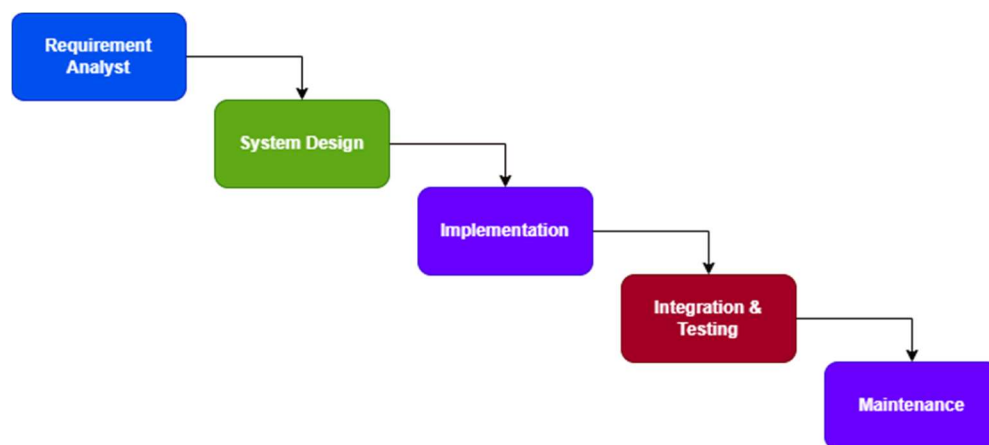 Requirement
Analyst
System Design
Implementation
Integration &
Testing
Maintenance